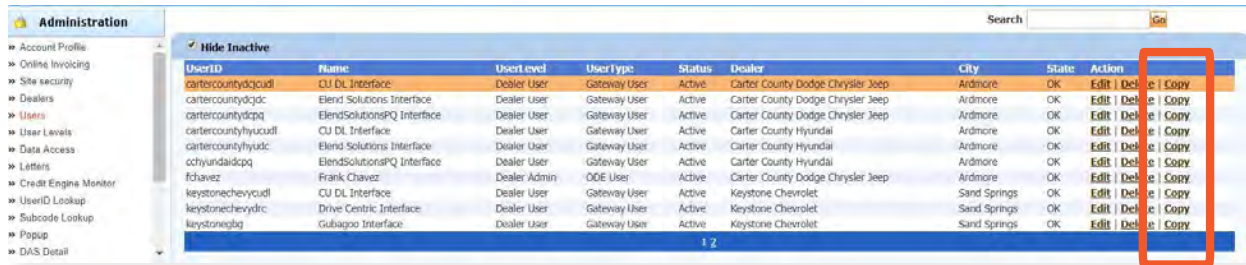 Administration
Search Go
» Account Profile
» Online Invoicing
» Site security
» Dealers
» Users
» User Levels
» Data Access
» Letters
» Credit Engine Monitor
» UserID Lookup
» Subcode Lookup
» Popup
» DAS Detail
Hide Inactive
UserID Name UserLevel UserType Status Dealer City State Action
cartercountydcjcudl CU DL Interface Dealer User Gateway User Active Carter County Dodge Chrysler Jeep Ardmore OK Edit | Delete | Copy
cartercountydcjdc Elend Solutions Interface Dealer User Gateway User Active Carter County Dodge Chrysler Jeep Ardmore OK Edit | Delete | Copy
cartercountydcpq ElendSolutionsPQ Interface Dealer User Gateway User Active Carter County Dodge Chrysler Jeep Ardmore OK Edit | Delete | Copy
cartercountyhyucudl CU DL Interface Dealer User Gateway User Active Carter County Hyundai Ardmore OK Edit | Delete | Copy
cartercountyhyudc Elend Solutions Interface Dealer User Gateway User Active Carter County Hyundai Ardmore OK Edit | Delete | Copy
cchyundaidcpq ElendSolutionsPQ Interface Dealer User Gateway User Active Carter County Hyundai Ardmore OK Edit | Delete | Copy
fchavez Frank Chavez Dealer Admin ODE User Active Carter County Dodge Chrysler Jeep Ardmore OK Edit | Delete | Copy
keystonechevycudl CU DL Interface Dealer User Gateway User Active Keystone Chevrolet Sand Springs OK Edit | Delete | Copy
keystonechevydrc Drive Centric Interface Dealer User Gateway User Active Keystone Chevrolet Sand Springs OK Edit | Delete | Copy
keystonegbg Gubagoo Interface Dealer User Gateway User Active Keystone Chevrolet Sand Springs OK Edit | Delete | Copy
1 2